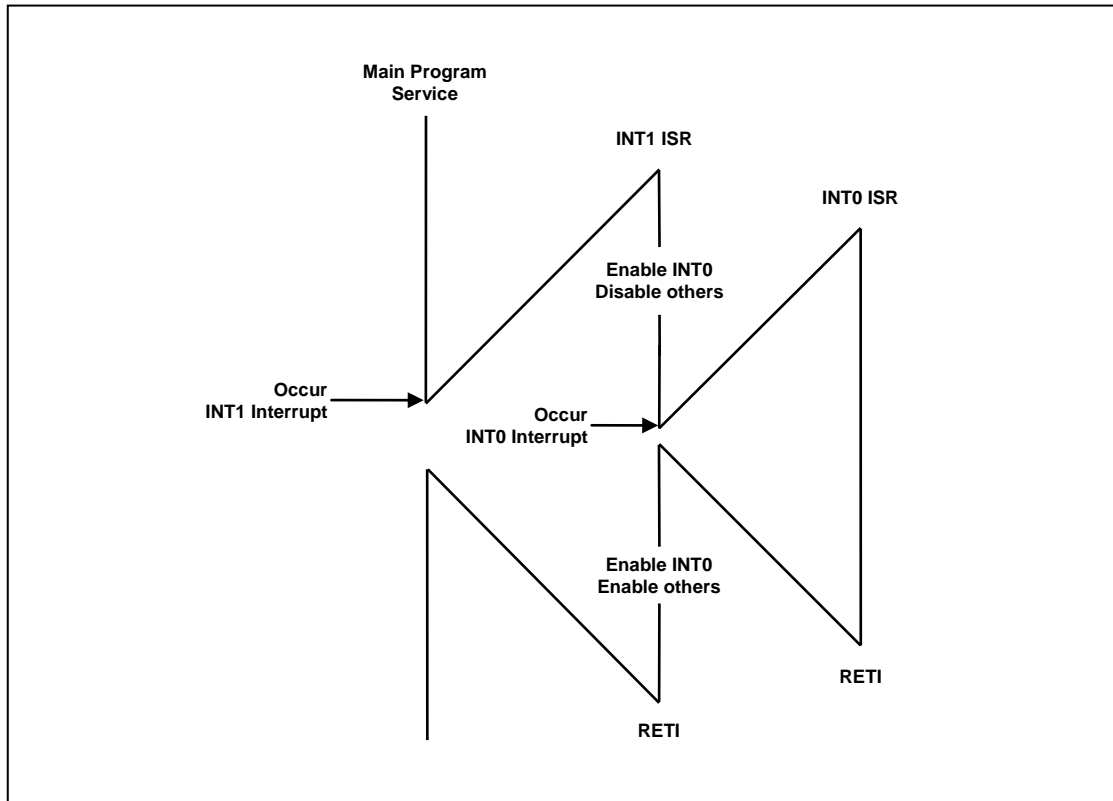 Main Program
Service
INT1 ISR
INT0 ISR
Enable INT0
Disable others
Occur
INT1 Interrupt
Occur
INT0 Interrupt
Enable INT0
Enable others
RETI
RETI